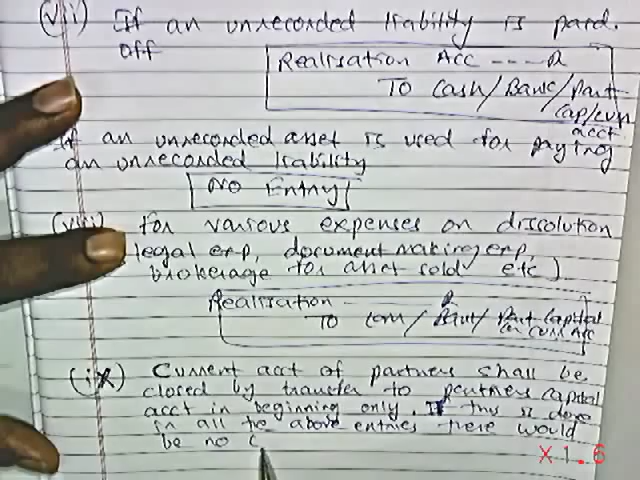 (vii) If an unrecorded liability is paid.
off
Realisation Acc ---- Dr
To Cash/Bank/Part
Cap/curr
acct
If an unrecorded asset is used for paying
an unrecorded liability
No Entry
(viii) for various expenses on dissolution
legal exp, document making exp,
brokerage for asset sold etc)
Realisation Dr
To Cash/Bank/Part Capital
or curr Acc
(ix) Current acct of partners shall be
closed by transfer to partners capital
acct in beginning only. If this is done
in all the above entries there would
be no C
×1.6